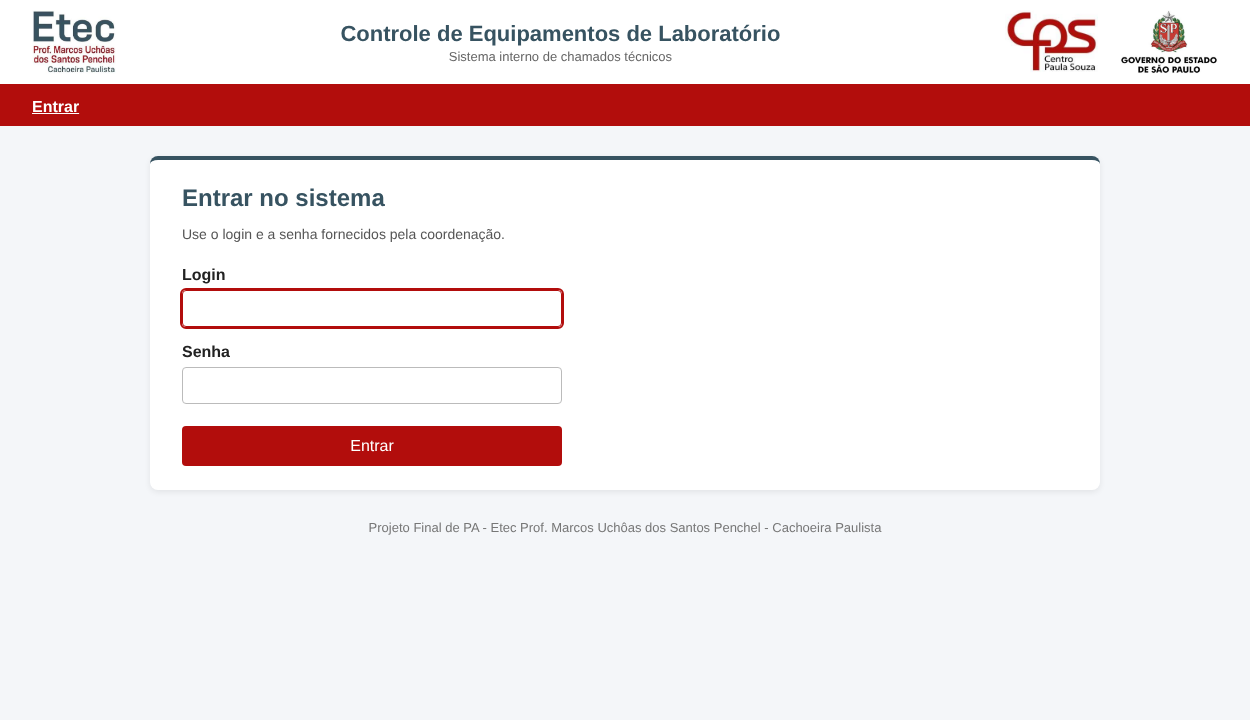 Etec
Prof. Marcos Uchôas
dos Santos Penchel
Cachoeira Paulista
Controle de Equipamentos de Laboratório
Sistema interno de chamados técnicos
CPS
Centro
Paula Souza
GOVERNO DO ESTADO
DE SÃO PAULO
Entrar
Entrar no sistema
Use o login e a senha fornecidos pela coordenação.
Login
Senha
Entrar
Projeto Final de PA - Etec Prof. Marcos Uchôas dos Santos Penchel - Cachoeira Paulista